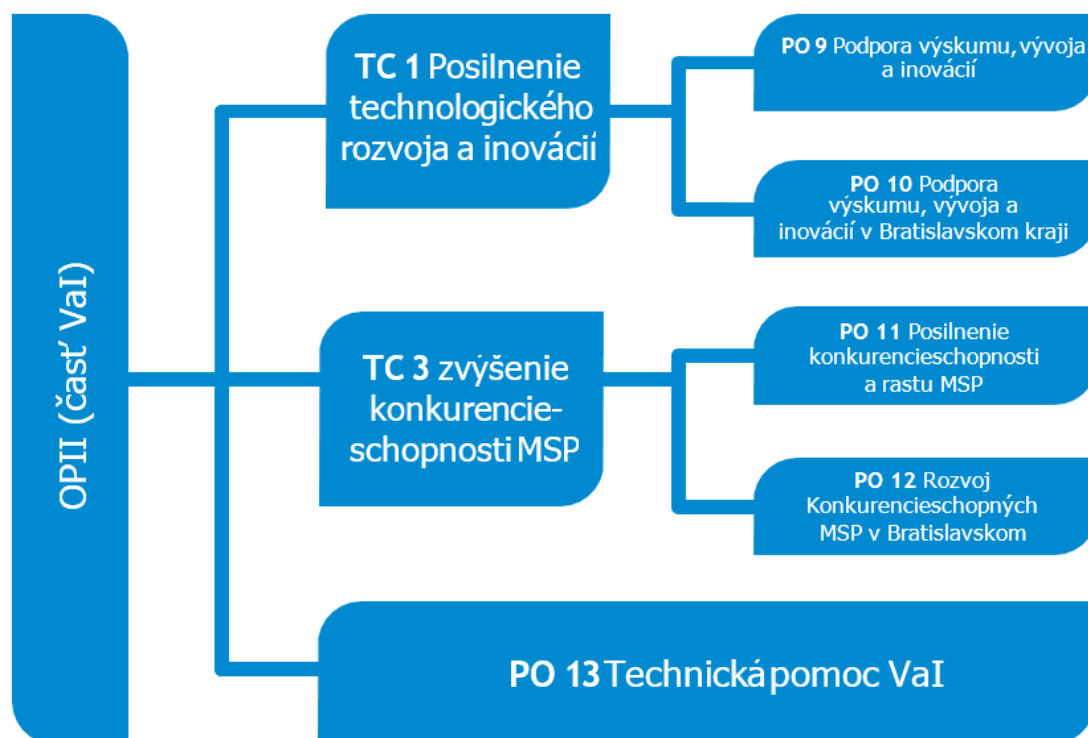 OPII (časť VaI)
TC 1 Posilnenie
technologického
rozvoja a inovácií
PO 9 Podpora výskumu, vývoja
a inovácií
PO 10 Podpora
výskumu, vývoja a
inovácií v Bratislavskom kraji
TC 3 zvýšenie
konkurencie-
schopnosti MSP
PO 11 Posilnenie
konkurencieschopnosti
a rastu MSP
PO 12 Rozvoj
Konkurencieschopných
MSP v Bratislavskom
PO 13 Technická pomoc VaI